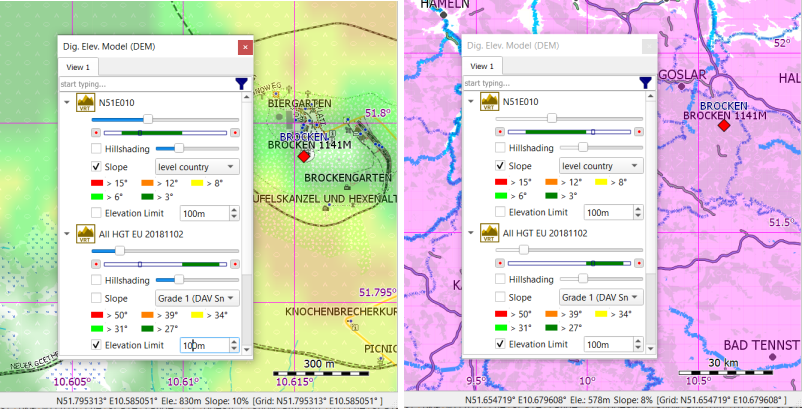 Dig. Elev. Model (DEM)
View 1
start typing...
N51E010
Hillshading
Slope
level country
> 15°
> 12°
> 8°
> 6°
> 3°
Elevation Limit
100m
All HGT EU 20181102
Hillshading
Slope
Grade 1 (DAV Sn
> 50°
> 39°
> 34°
> 31°
> 27°
Elevation Limit
100m
BIERGARTEN
51.8°
BROCKEN
BROCKEN 1141M
BROCKENGARTEN
UFELSKANZEL UND HEXENALT
51.795°
KNOCHENBRECHERKUR
PICNIC
300 m
10.605°
10.61°
10.615°
N51.795313° E10.585051° Ele.: 830m Slope: 10% [Grid: N51.795313° E10.585051° ]
HAMELN
52°
Dig. Elev. Model (DEM)
View 1
start typing...
N51E010
Hillshading
Slope
level country
> 15°
> 12°
> 8°
> 6°
> 3°
Elevation Limit
100m
All HGT EU 20181102
Hillshading
Slope
Grade 1 (DAV Sn
> 50°
> 39°
> 34°
> 31°
> 27°
Elevation Limit
100m
GOSLAR
HAL
BROCKEN
BROCKEN 1141M
51.5°
KA
BAD TENNST
30 km
9.5°
10°
10.5°
N51.654719° E10.679608° Ele.: 578m Slope: 8% [Grid: N51.654719° E10.679608° ]